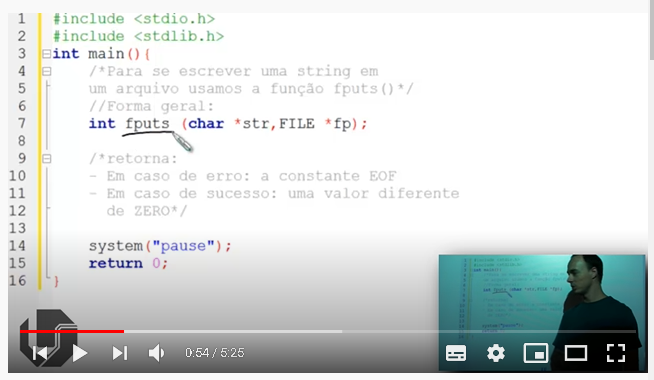 1 #include <stdio.h>
2 #include <stdlib.h>
3 int main(){
4 /*Para se escrever uma string em
5 um arquivo usamos a função fputs()*/
6 //Forma geral:
7 int fputs (char *str,FILE *fp);
8
9 /*retorna:
10 - Em caso de erro: a constante EOF
11 - Em caso de sucesso: uma valor diferente
12 de ZERO*/
13
14 system("pause");
15 return 0;
16 }
0:54 / 5:25